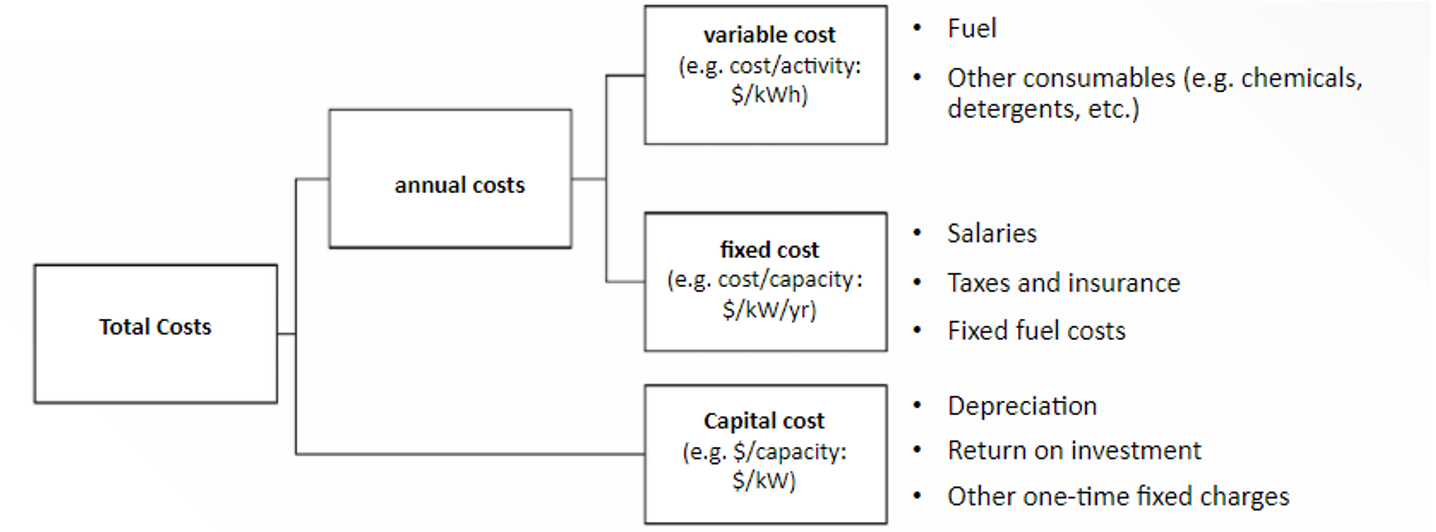 variable cost
(e.g. cost/activity:
$/kWh)
• Fuel
• Other consumables (e.g. chemicals,
detergents, etc.)
annual costs
fixed cost
(e.g. cost/capacity:
$/kW/yr)
• Salaries
• Taxes and insurance
• Fixed fuel costs
Total Costs
Capital cost
(e.g. $/capacity:
$/kW)
• Depreciation
• Return on investment
• Other one-time fixed charges